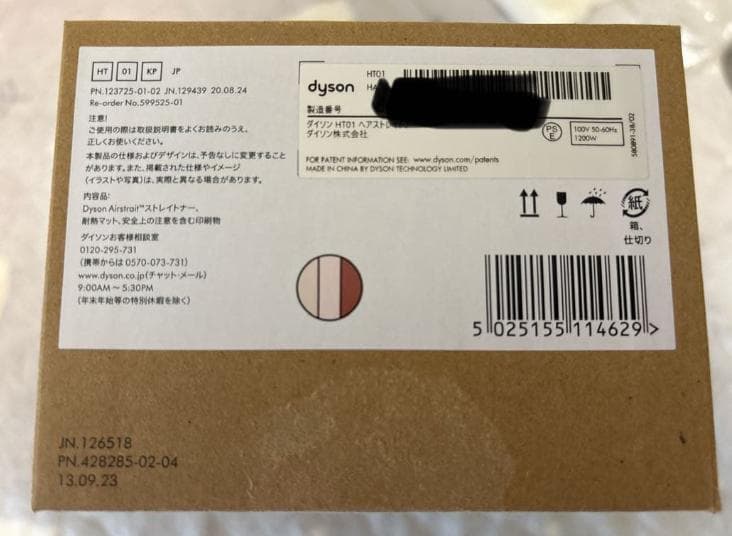 HT 01 KP JP
PN.123725-01-02 JN.129439 20.08.24
Re-order No.599525-01
注意!
ご使用の際は取扱説明書をよくお読みのうえ、
正しくお使いください。
本製品の仕様およびデザインは、予告なしに変更すること
があります。また、掲載された仕様やイメージ
(イラストや写真)は、実際と異なる場合があります。
内容品:
Dyson Airstrait™ストレイトナー、
耐熱マット、安全上の注意を含む印刷物
ダイソンお客様相談室
0120-295-731
(携帯からは 0570-073-731)
www.dyson.co.jp(チャット・メール)
9:00AM～5:30PM
(年末年始等の特別休暇を除く)
dyson
HT01
製造番号
ダイソン HT01 ヘアスト
ダイソン株式会社
PS E
100V 50-60Hz
1200W
580891-38/02
FOR PATENT INFORMATION SEE: www.dyson.com/patents
MADE IN CHINA BY DYSON TECHNOLOGY LIMITED
紙
箱、
仕切り
5 025155 114629 >
JN.126518
PN.428285-02-04
13.09.23